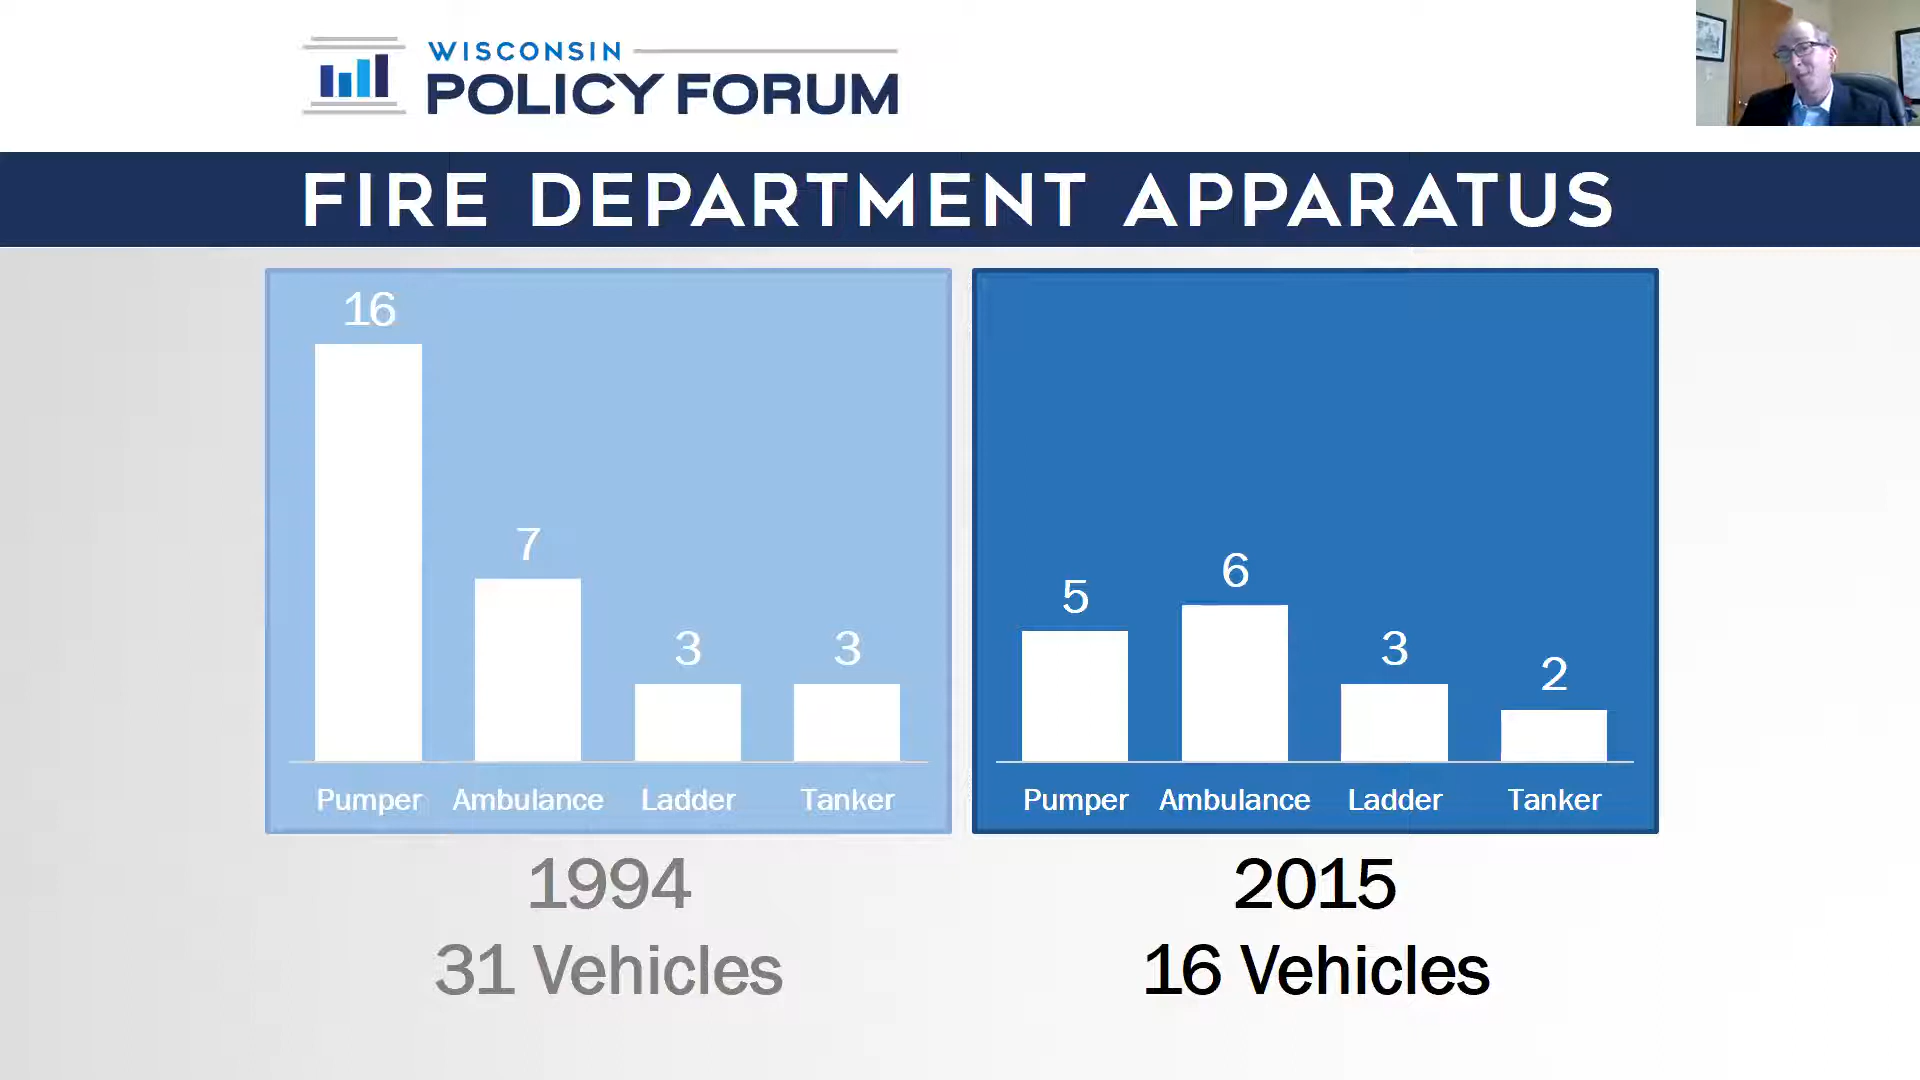 WISCONSIN
POLICY FORUM
FIRE DEPARTMENT APPARATUS
16
7
3
3
Pumper Ambulance Ladder Tanker
1994
31 Vehicles
5
6
3
2
Pumper Ambulance Ladder Tanker
2015
16 Vehicles